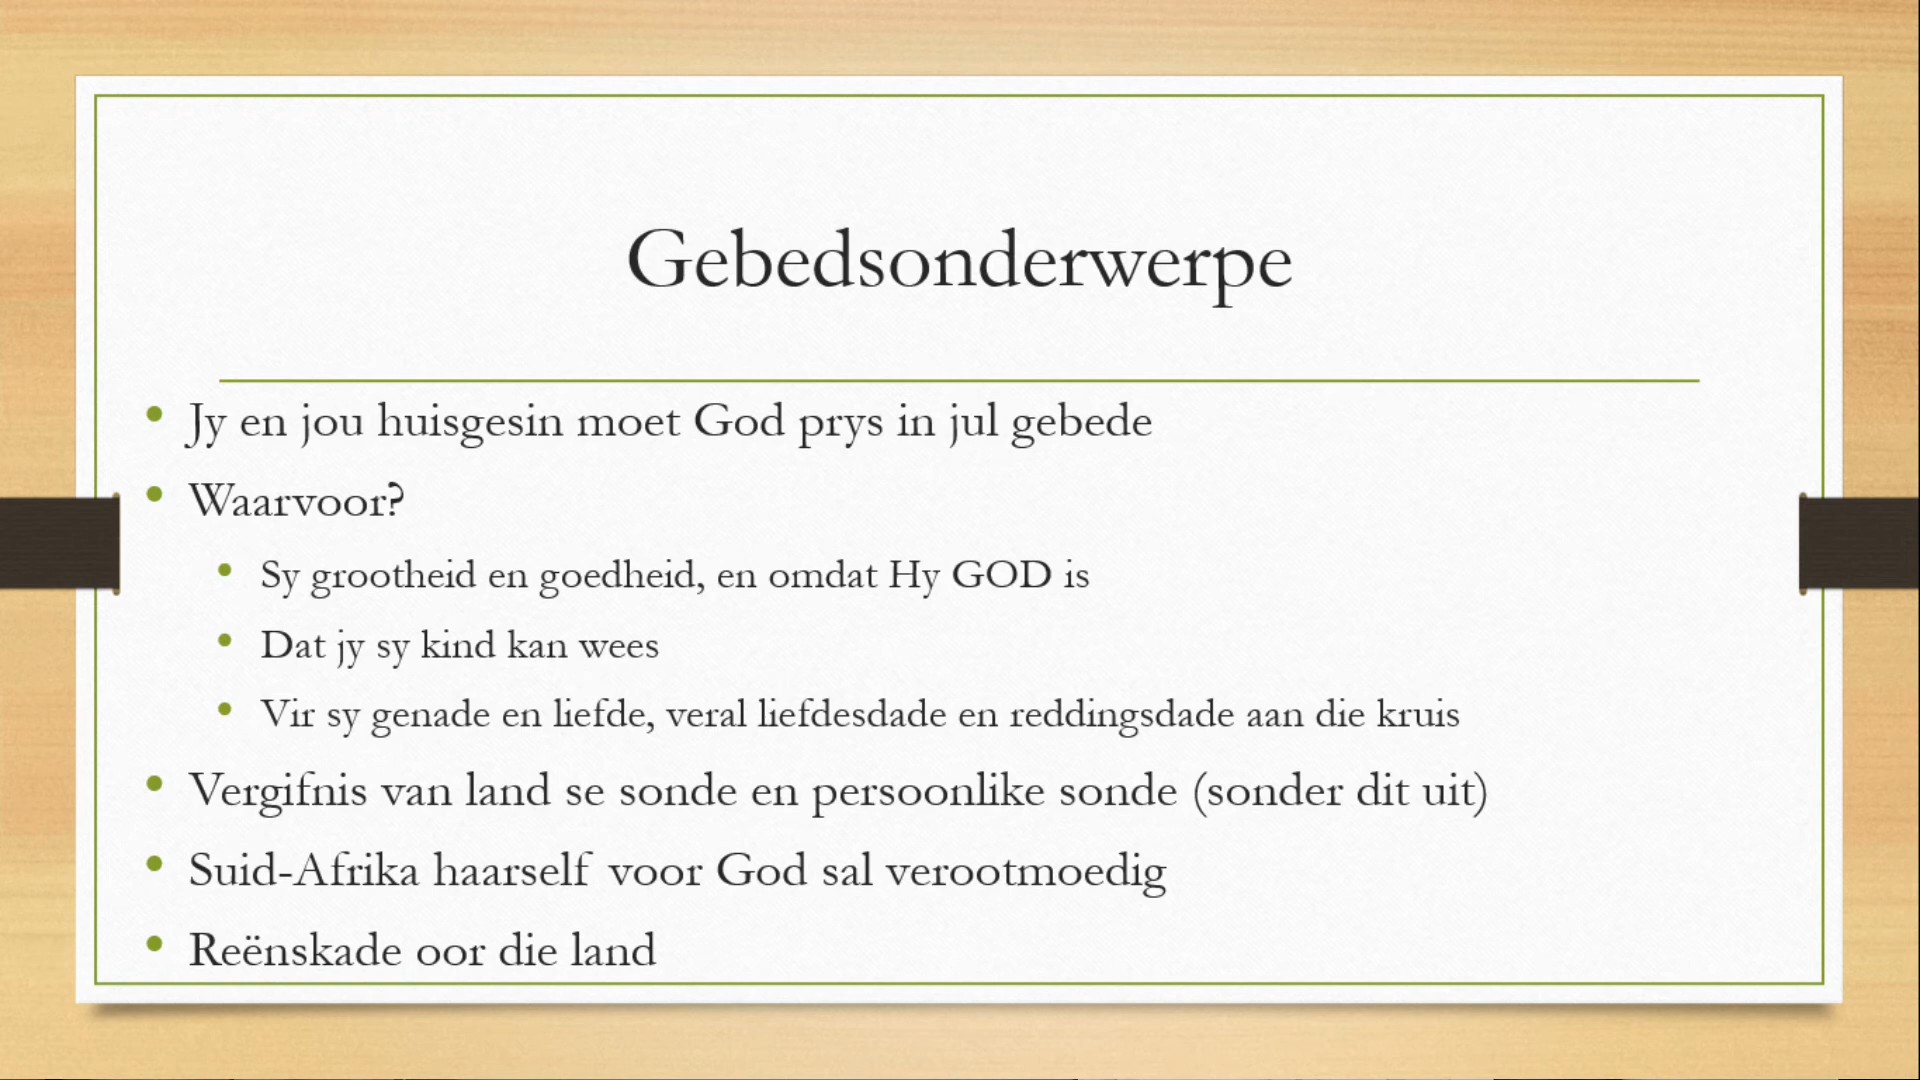 Gebedsonderwerpe
• Jy en jou huisgesin moet God prys in jul gebede
• Waarvoor?
• Sy grootheid en goedheid, en omdat Hy GOD is
• Dat jy sy kind kan wees
• Vir sy genade en liefde, veral liefdesdade en reddingsdade aan die kruis
• Vergifnis van land se sonde en persoonlike sonde (sonder dit uit)
• Suid-Afrika haarself voor God sal verootmoedig
• Reënskade oor die land